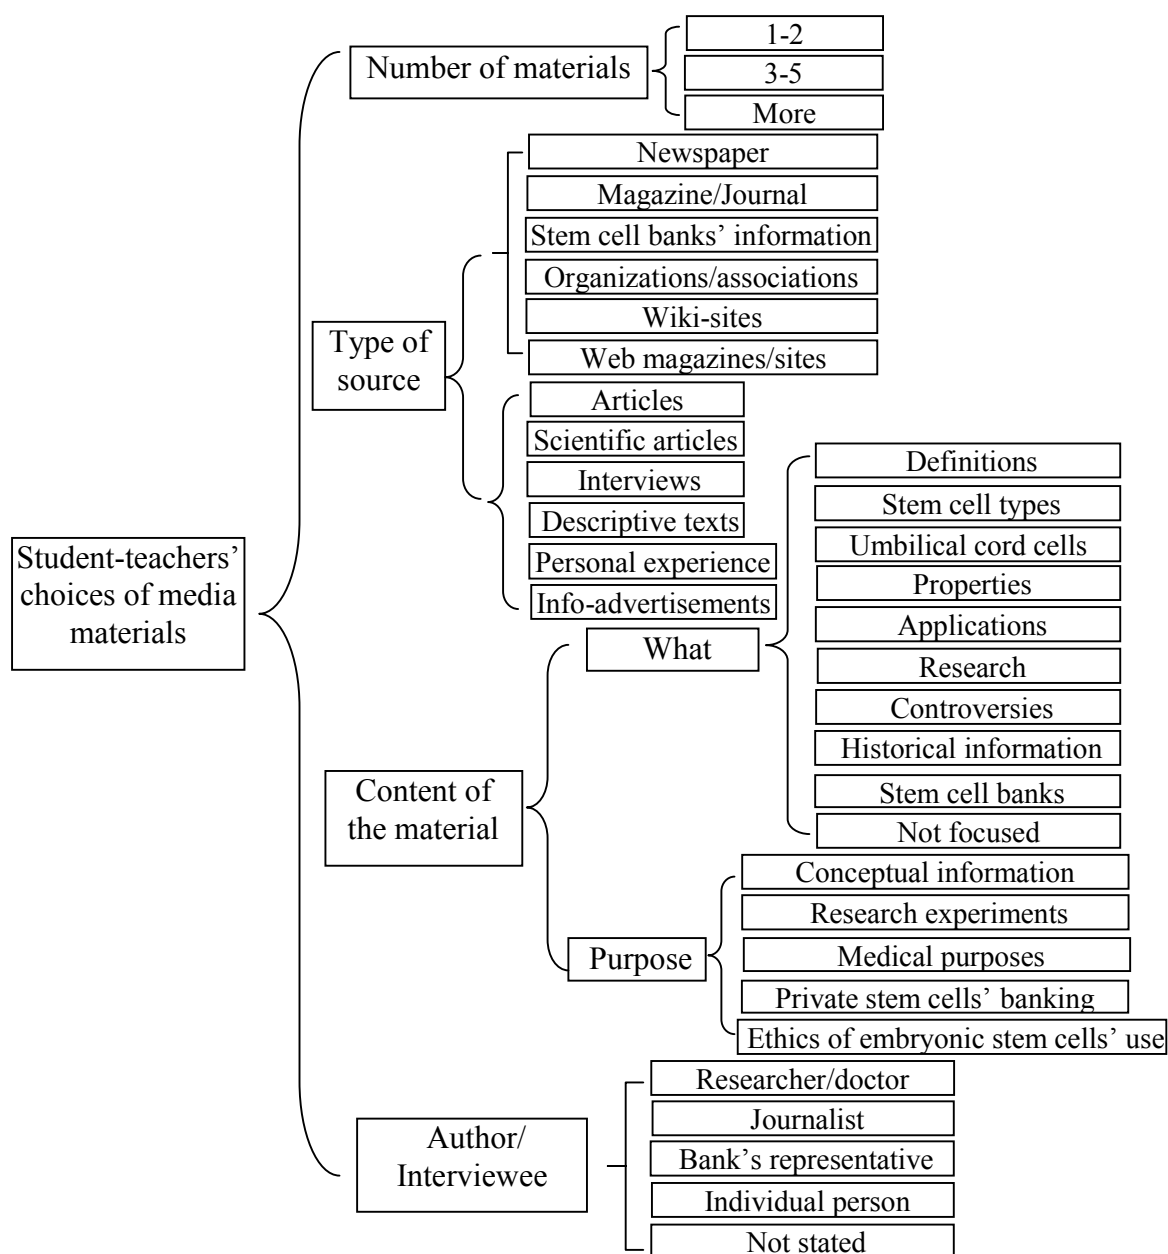 Student-teachers’
choices of media
materials
Number of materials
1-2
3-5
More
Type of
source
Newspaper
Magazine/Journal
Stem cell banks’ information
Organizations/associations
Wiki-sites
Web magazines/sites
Articles
Scientific articles
Interviews
Descriptive texts
Personal experience
Info-advertisements
Content of
the material
What
Definitions
Stem cell types
Umbilical cord cells
Properties
Applications
Research
Controversies
Historical information
Stem cell banks
Not focused
Purpose
Conceptual information
Research experiments
Medical purposes
Private stem cells’ banking
Ethics of embryonic stem cells’ use
Author/
Interviewee
Researcher/doctor
Journalist
Bank’s representative
Individual person
Not stated